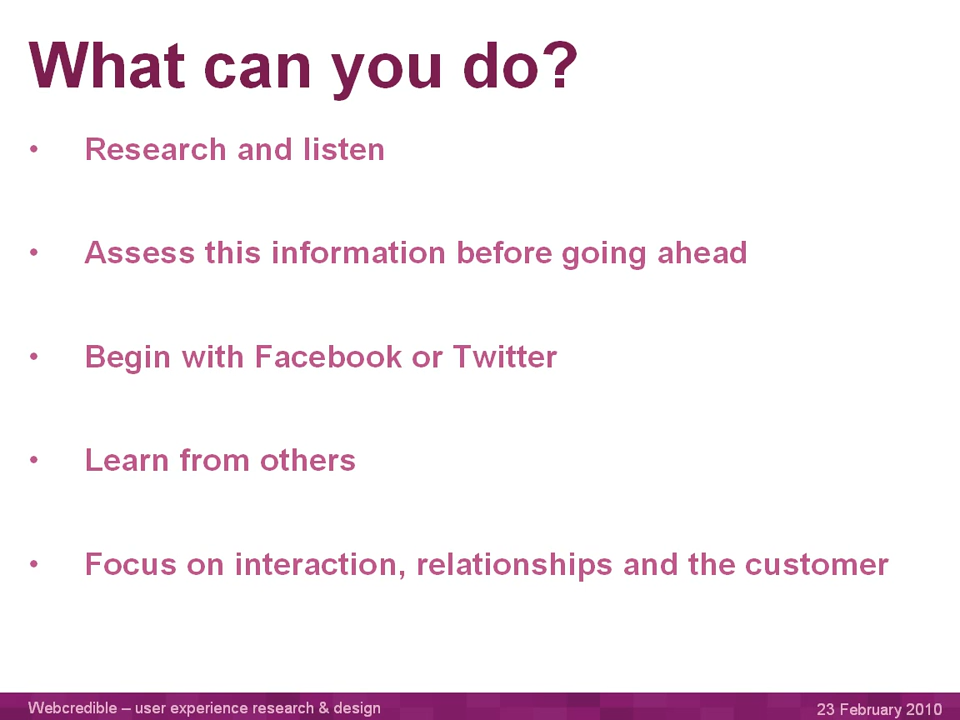 What can you do?
• Research and listen
• Assess this information before going ahead
• Begin with Facebook or Twitter
• Learn from others
• Focus on interaction, relationships and the customer
Webcredible – user experience research & design
23 February 2010